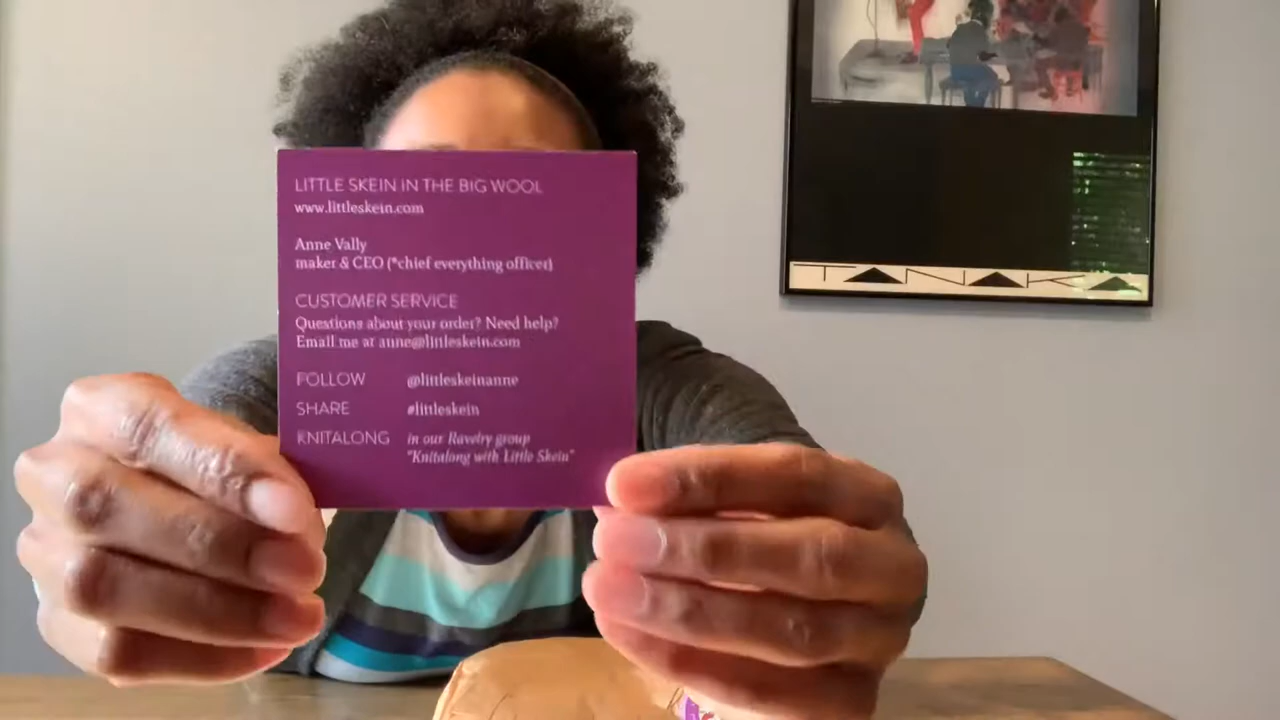 LITTLE SKEIN IN THE BIG WOOL
www.littleskein.com
Anne Vally
maker & CEO (*chief everything officer)
CUSTOMER SERVICE
Questions about your order? Need help?
Email me at anne@littleskein.com
FOLLOW @littleskeinanne
SHARE #littleskein
KNITALONG in our Ravelry group
"Knitalong with Little Skein"
TANAKA